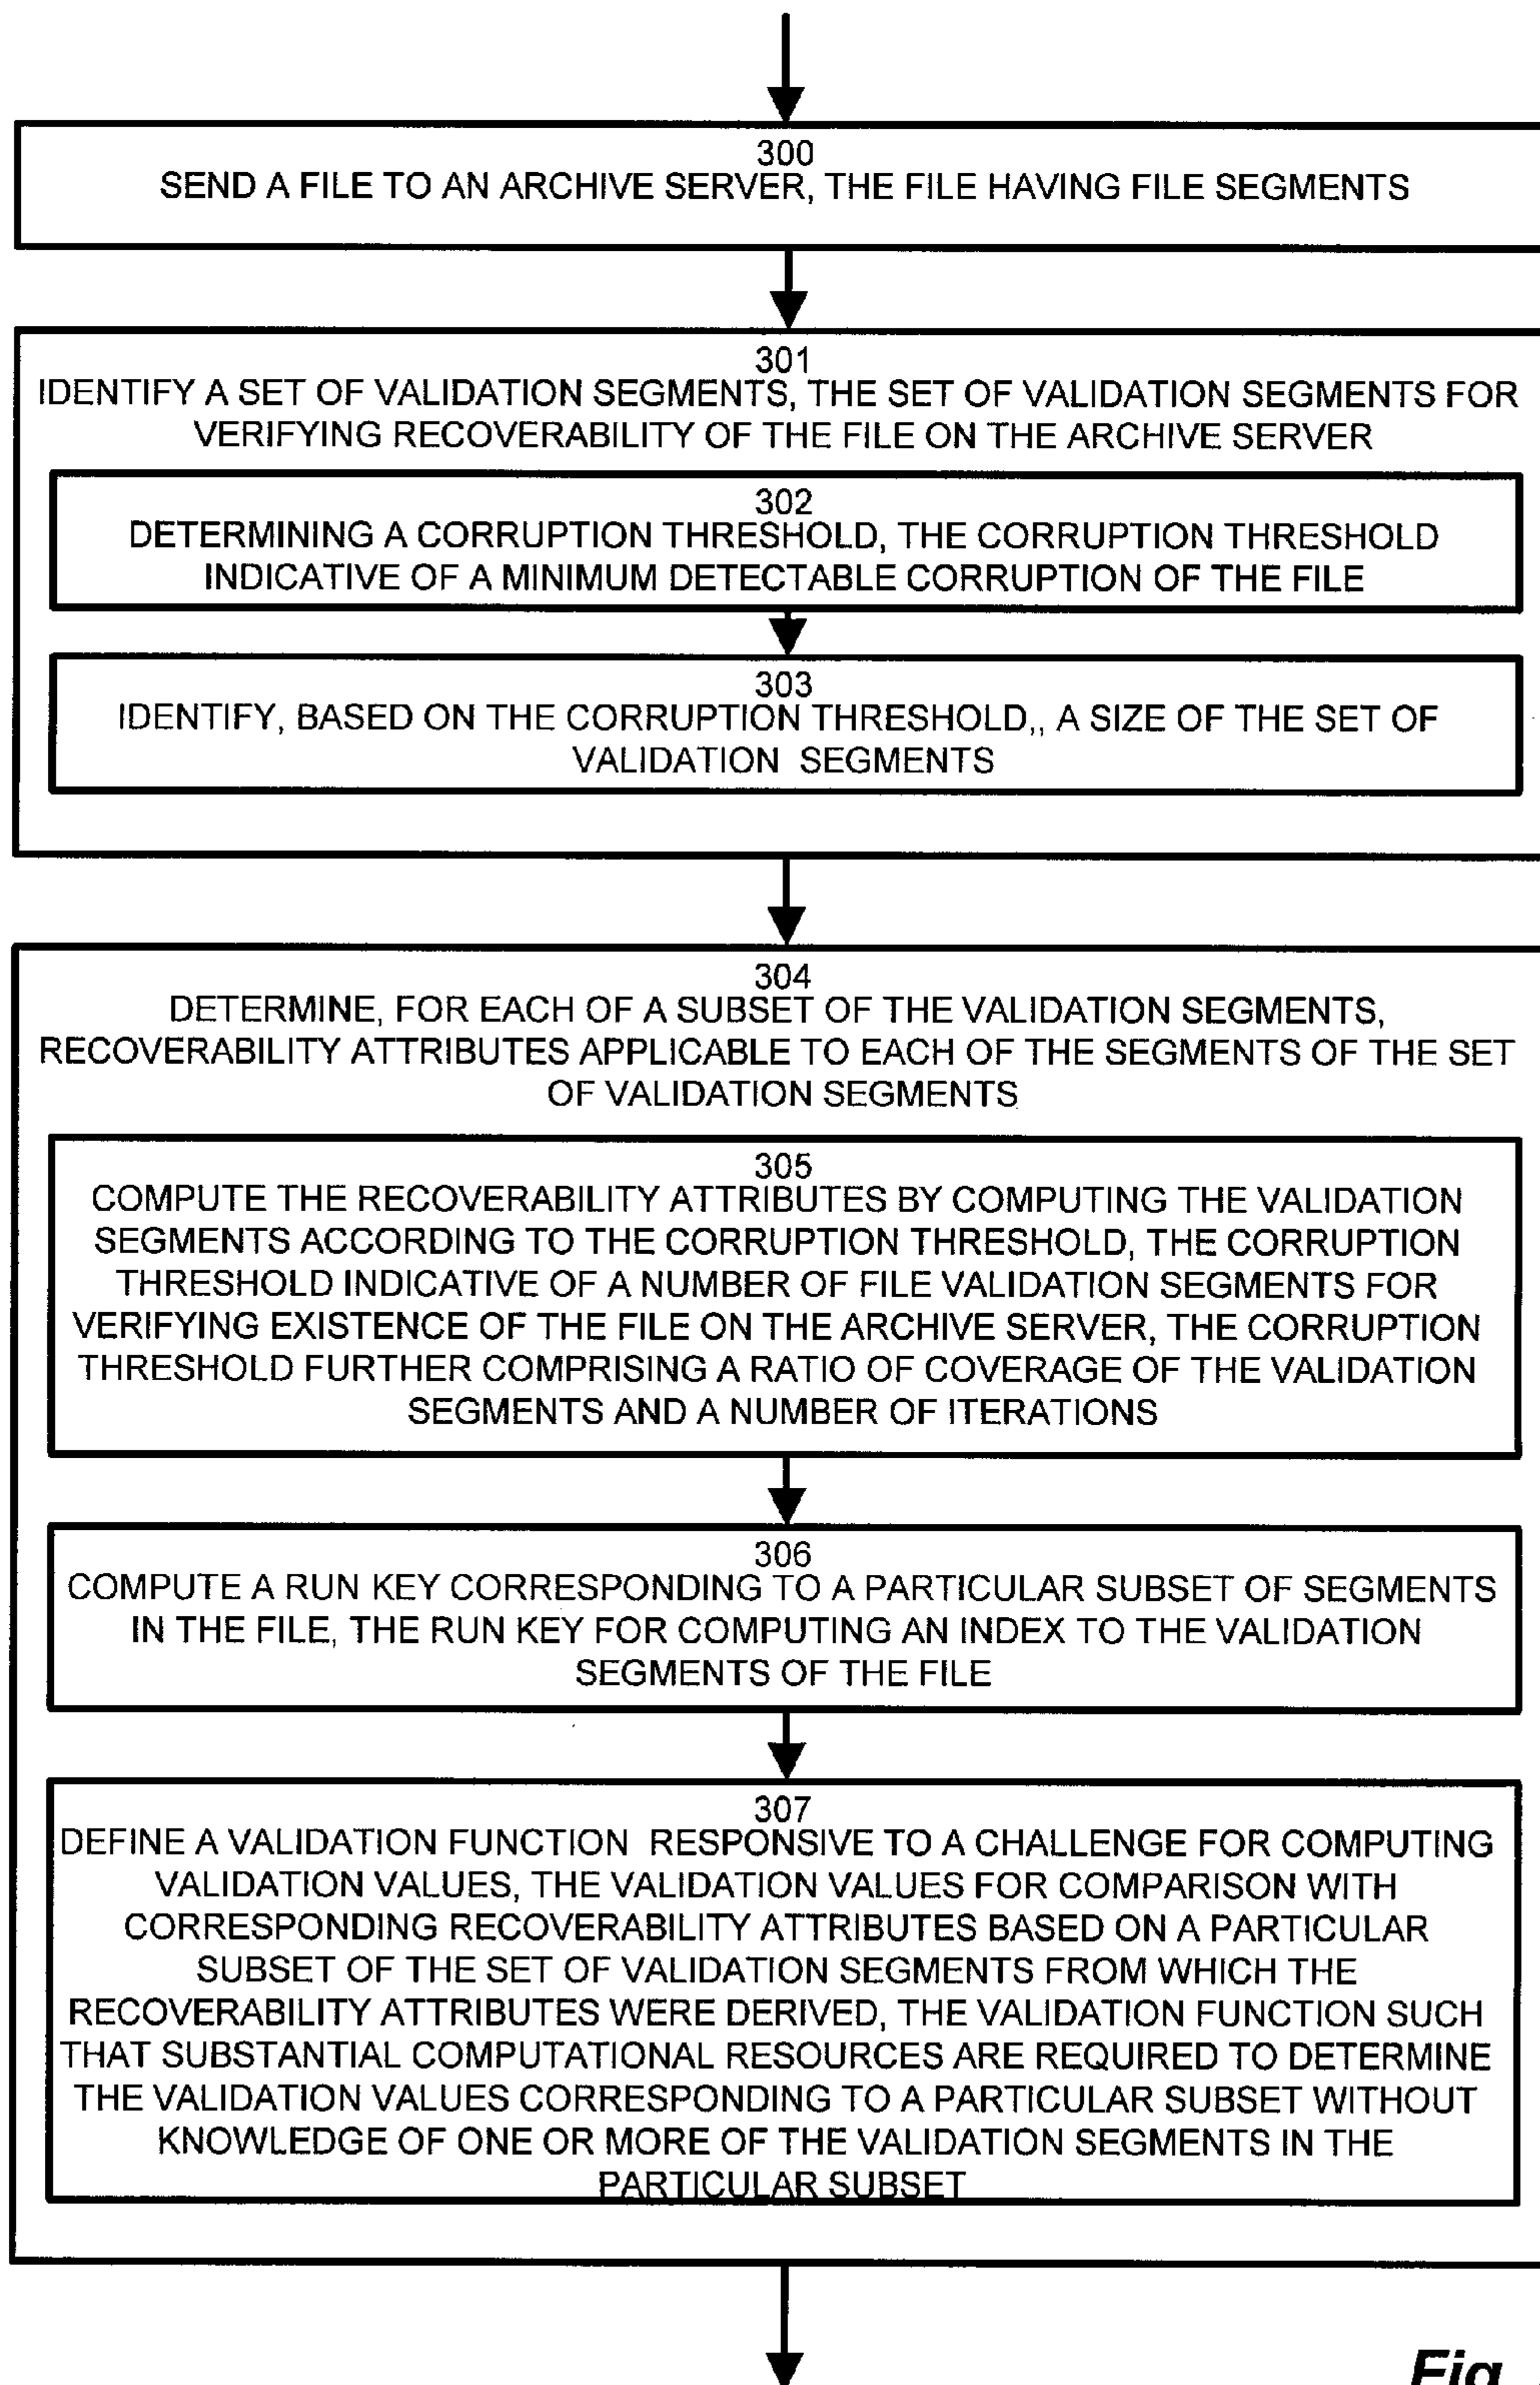 300
SEND A FILE TO AN ARCHIVE SERVER, THE FILE HAVING FILE SEGMENTS
301
IDENTIFY A SET OF VALIDATION SEGMENTS, THE SET OF VALIDATION SEGMENTS FOR
VERIFYING RECOVERABILITY OF THE FILE ON THE ARCHIVE SERVER
302
DETERMINING A CORRUPTION THRESHOLD, THE CORRUPTION THRESHOLD
INDICATIVE OF A MINIMUM DETECTABLE CORRUPTION OF THE FILE
303
IDENTIFY, BASED ON THE CORRUPTION THRESHOLD,, A SIZE OF THE SET OF
VALIDATION SEGMENTS
304
DETERMINE, FOR EACH OF A SUBSET OF THE VALIDATION SEGMENTS,
RECOVERABILITY ATTRIBUTES APPLICABLE TO EACH OF THE SEGMENTS OF THE SET
OF VALIDATION SEGMENTS
305
COMPUTE THE RECOVERABILITY ATTRIBUTES BY COMPUTING THE VALIDATION
SEGMENTS ACCORDING TO THE CORRUPTION THRESHOLD, THE CORRUPTION
THRESHOLD INDICATIVE OF A NUMBER OF FILE VALIDATION SEGMENTS FOR
VERIFYING EXISTENCE OF THE FILE ON THE ARCHIVE SERVER, THE CORRUPTION
THRESHOLD FURTHER COMPRISING A RATIO OF COVERAGE OF THE VALIDATION
SEGMENTS AND A NUMBER OF ITERATIONS
306
COMPUTE A RUN KEY CORRESPONDING TO A PARTICULAR SUBSET OF SEGMENTS
IN THE FILE, THE RUN KEY FOR COMPUTING AN INDEX TO THE VALIDATION
SEGMENTS OF THE FILE
307
DEFINE A VALIDATION FUNCTION RESPONSIVE TO A CHALLENGE FOR COMPUTING
VALIDATION VALUES, THE VALIDATION VALUES FOR COMPARISON WITH
CORRESPONDING RECOVERABILITY ATTRIBUTES BASED ON A PARTICULAR
SUBSET OF THE SET OF VALIDATION SEGMENTS FROM WHICH THE
RECOVERABILITY ATTRIBUTES WERE DERIVED, THE VALIDATION FUNCTION SUCH
THAT SUBSTANTIAL COMPUTATIONAL RESOURCES ARE REQUIRED TO DETERMINE
THE VALIDATION VALUES CORRESPONDING TO A PARTICULAR SUBSET WITHOUT
KNOWLEDGE OF ONE OR MORE OF THE VALIDATION SEGMENTS IN THE
PARTICULAR SUBSET
Fig